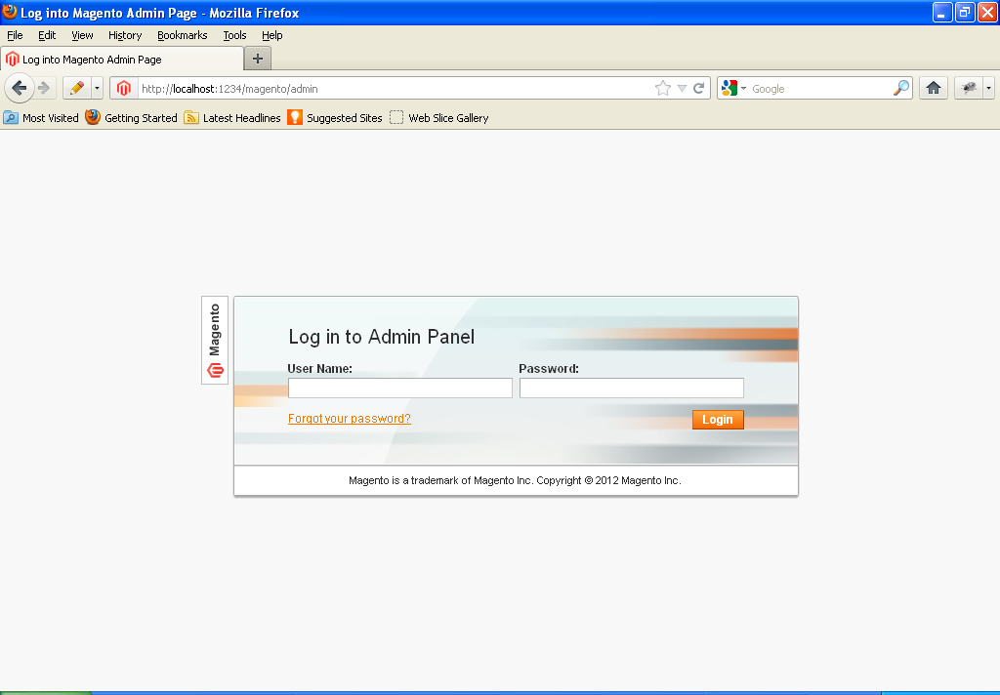 Log into Magento Admin Page - Mozilla Firefox
File Edit View History Bookmarks Tools Help
Log into Magento Admin Page
http://localhost:1234/magento/admin
Google
Most Visited Getting Started Latest Headlines Suggested Sites Web Slice Gallery
Magento
Log in to Admin Panel
User Name: Password:
Forgot your password? Login
Magento is a trademark of Magento Inc. Copyright © 2012 Magento Inc.